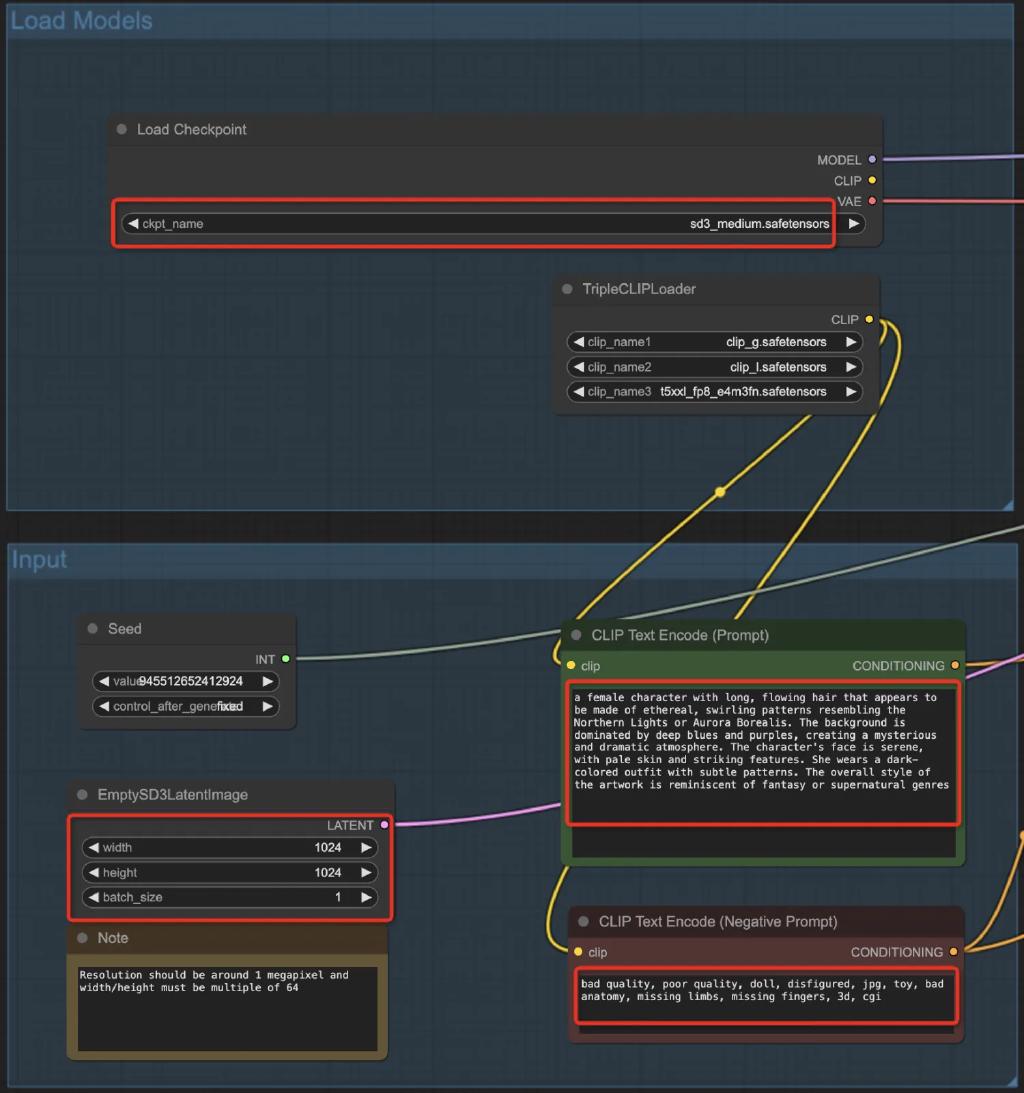 Load Models
Load Checkpoint
MODEL
CLIP
VAE
ckpt_name sd3_medium.safetensors
TripleCLIPLoader
CLIP
clip_name1 clip_g.safetensors
clip_name2 clip_l.safetensors
clip_name3 t5xxl_fp8_e4m3fn.safetensors
Input
Seed
INT
value 945512652412924
fixed
EmptySD3LatentImage
LATENT
width 1024
height 1024
batch_size 1
Note
Resolution should be around 1 megapixel and
width/height must be multiple of 64
CLIP Text Encode (Prompt)
clip CONDITIONING
a female character with long, flowing hair that appears to
be made of ethereal, swirling patterns resembling the
Northern Lights or Aurora Borealis. The background is
dominated by deep blues and purples, creating a mysterious
and dramatic atmosphere. The character's face is serene,
with pale skin and striking features. She wears a dark-
colored outfit with subtle patterns. The overall style of
the artwork is reminiscent of fantasy or supernatural genres
CLIP Text Encode (Negative Prompt)
clip CONDITIONING
bad quality, poor quality, doll, disfigured, jpg, toy, bad
anatomy, missing limbs, missing fingers, 3d, cgi